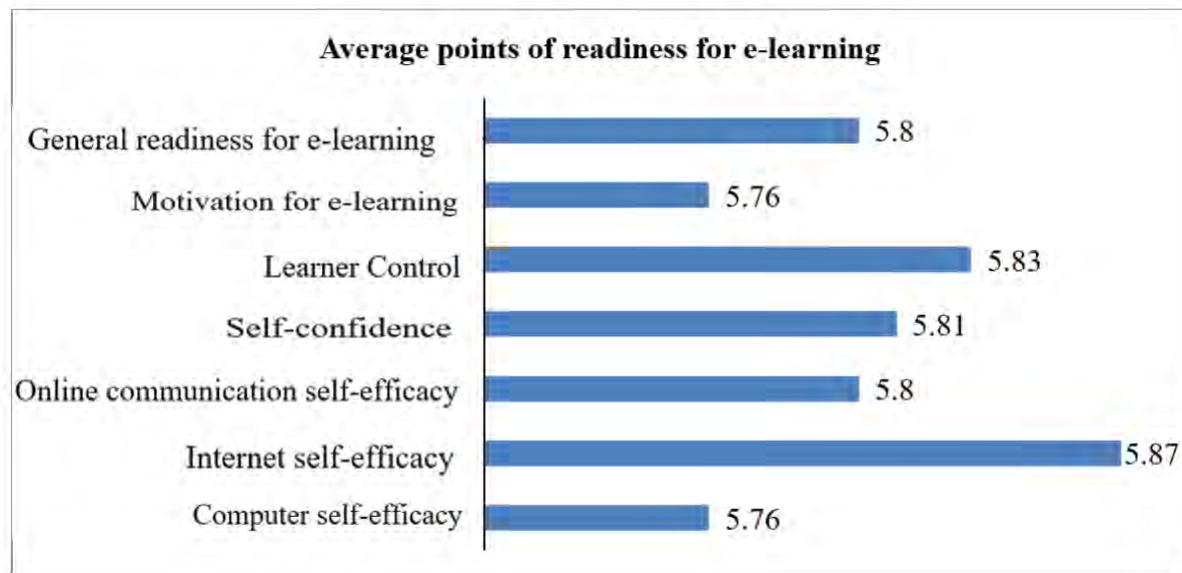 Average points of readiness for e-learning
General readiness for e-learning 5.8
Motivation for e-learning 5.76
Learner Control 5.83
Self-confidence 5.81
Online communication self-efficacy 5.8
Internet self-efficacy 5.87
Computer self-efficacy 5.76